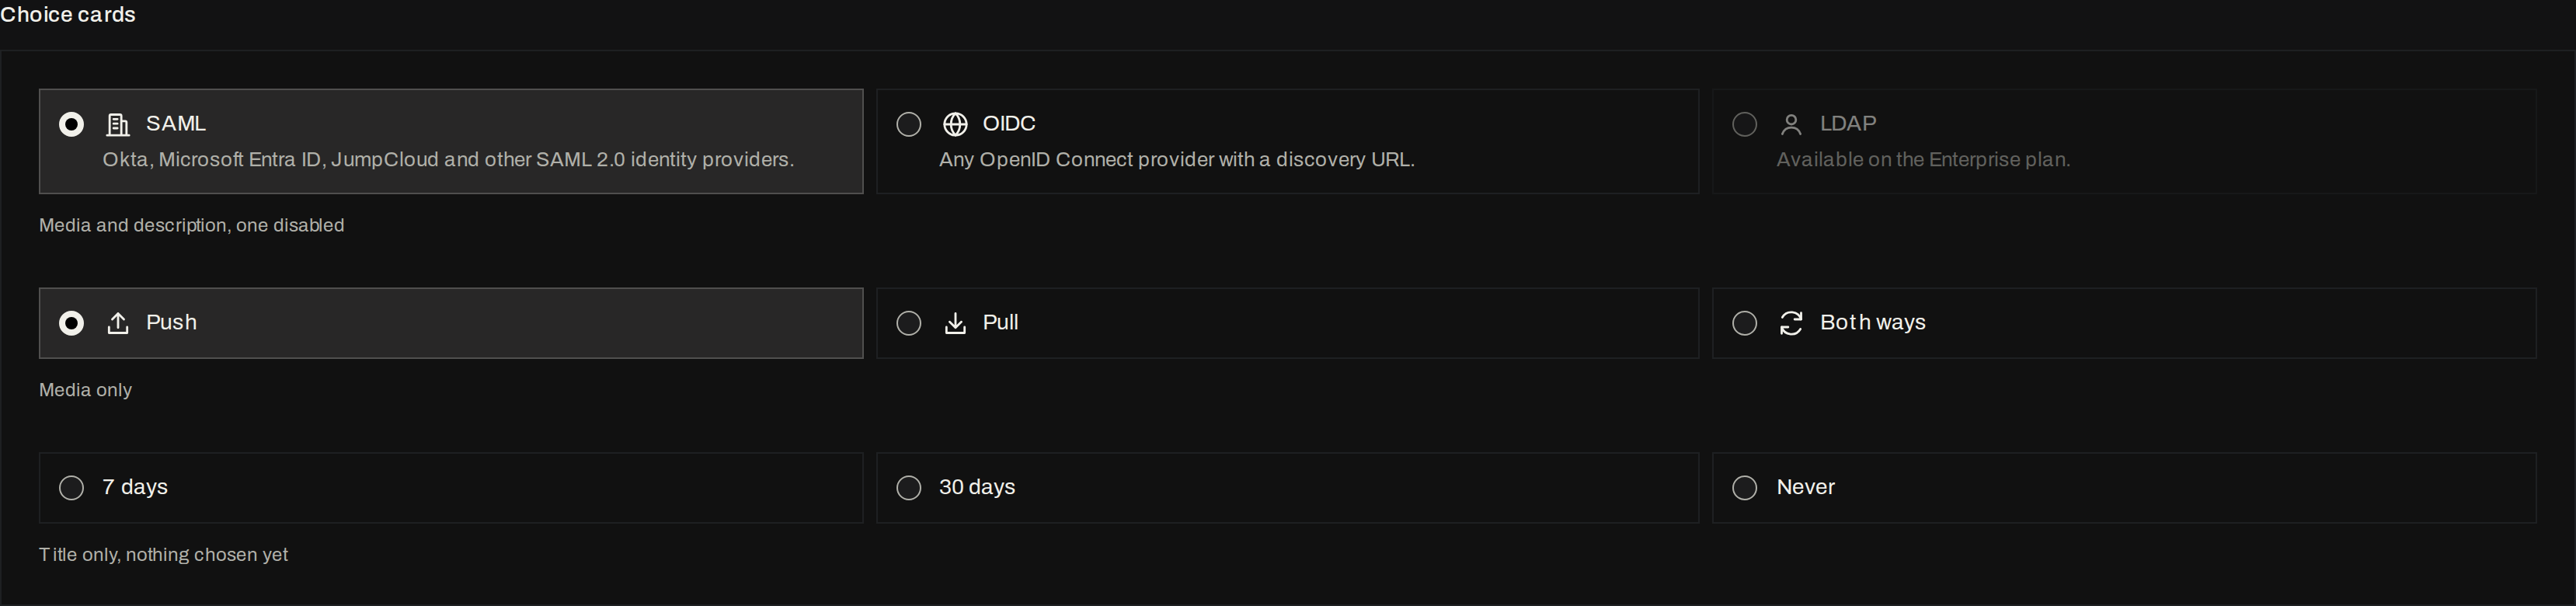 Choice cards
SAML
Okta, Microsoft Entra ID, JumpCloud and other SAML 2.0 identity providers.
OIDC
Any OpenID Connect provider with a discovery URL.
LDAP
Available on the Enterprise plan.
Media and description, one disabled
Push
Pull
Both ways
Media only
7 days
30 days
Never
Title only, nothing chosen yet